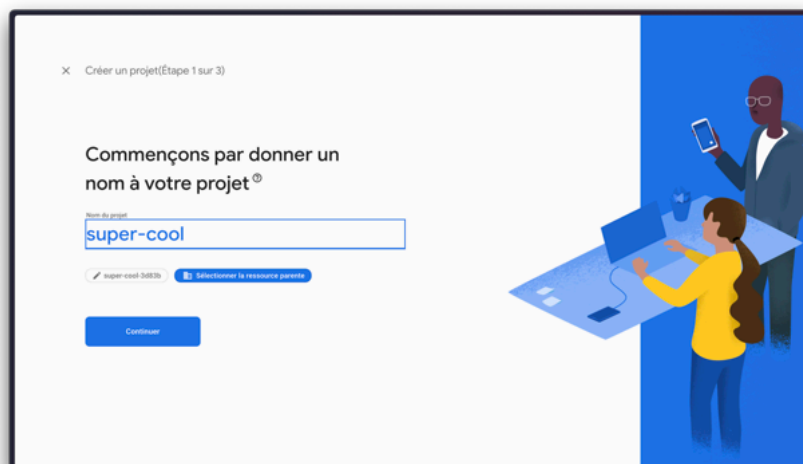 Créer un projet(Étape 1 sur 3)
Commençons par donner un
nom à votre projet
Nom du projet
super-cool
super-cool-3d83b
Sélectionner la ressource parente
Continuer